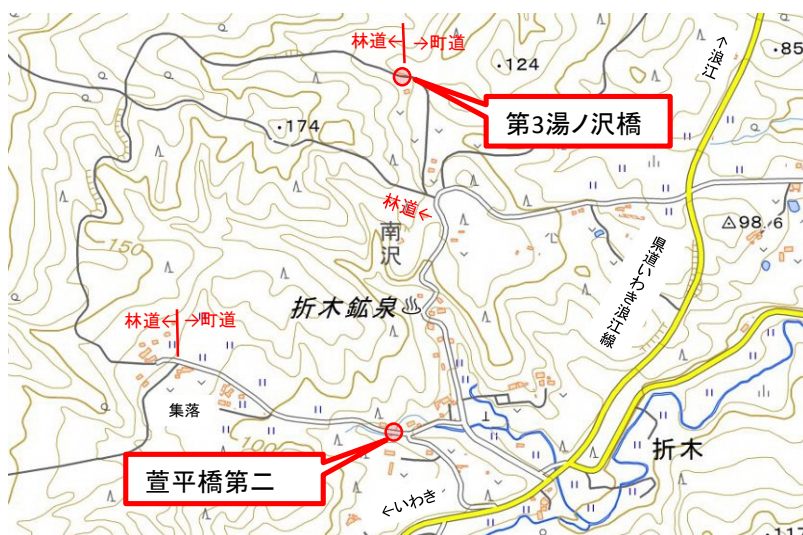 林道← →町道
・124
・85
↑浪江
第3湯ノ沢橋
・174
林道←
南沢
△98.6
150
県道いわき浪江線
折木鉱泉
林道← →町道
集落
100
折木
萱平橋第二
←いわき
・117